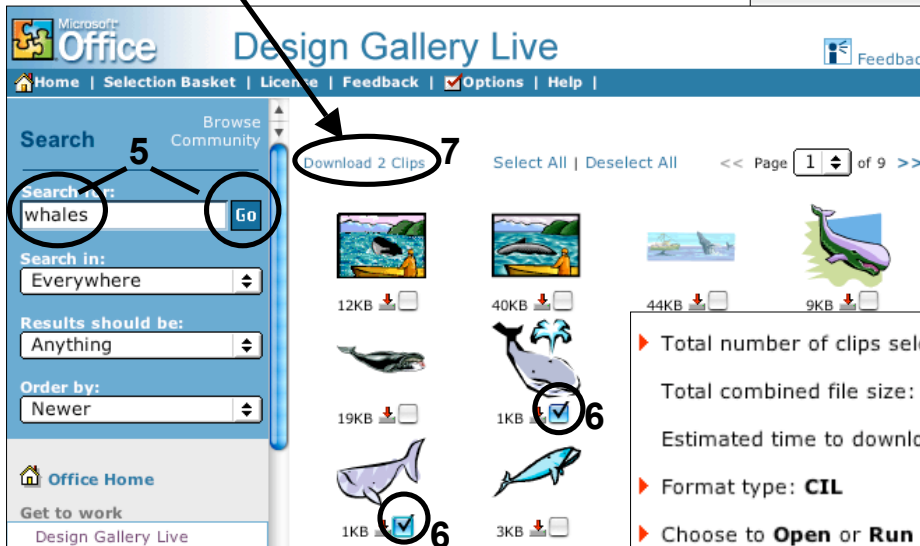 Microsoft
Office
Design Gallery Live
Feedbac
Home | Selection Basket | License | Feedback | Options | Help |
Search
Browse
Community
5
Search for:
whales
Go
Search in:
Everywhere
Results should be:
Anything
Order by:
Newer
Office Home
Get to work
Design Gallery Live
Download 2 Clips
7
Select All | Deselect All
<< Page 1 of 9 >>
12KB
40KB
44KB
9KB
19KB
1KB
6
1KB
6
3KB
Total number of clips sele
Total combined file size:
Estimated time to downlo
Format type: CIL
Choose to Open or Run